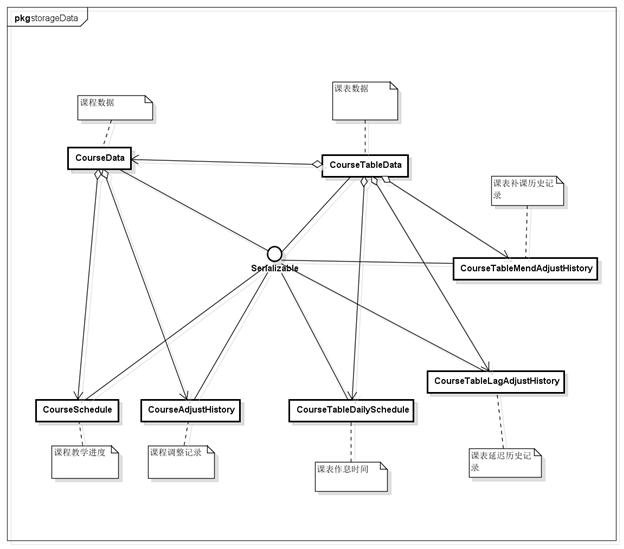 pkg storageData
课表数据
课程数据
CourseData
CourseTableData
课表补课历史记
录
Serializable
CourseTableMendAdjustHistory
CourseTableLagAdjustHistory
CourseSchedule
CourseAdjustHistory
CourseTableDailySchedule
课程教学进度
课程调整记录
课表延迟历史记
录
课表作息时间